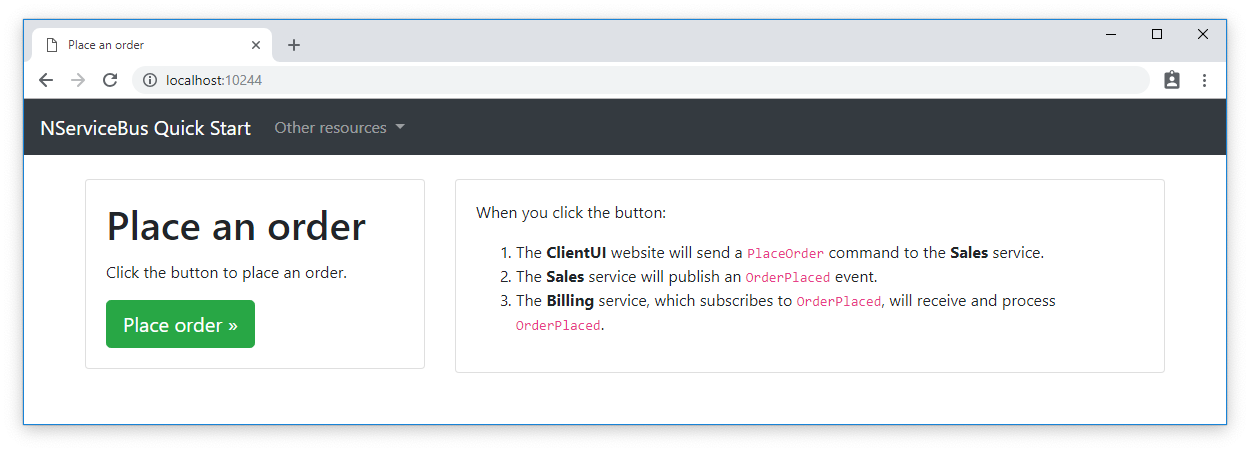 Place an order
localhost:10244
NServiceBus Quick Start Other resources
Place an order
Click the button to place an order.
Place order »
When you click the button:
1. The ClientUI website will send a PlaceOrder command to the Sales service.
2. The Sales service will publish an OrderPlaced event.
3. The Billing service, which subscribes to OrderPlaced, will receive and process
OrderPlaced.